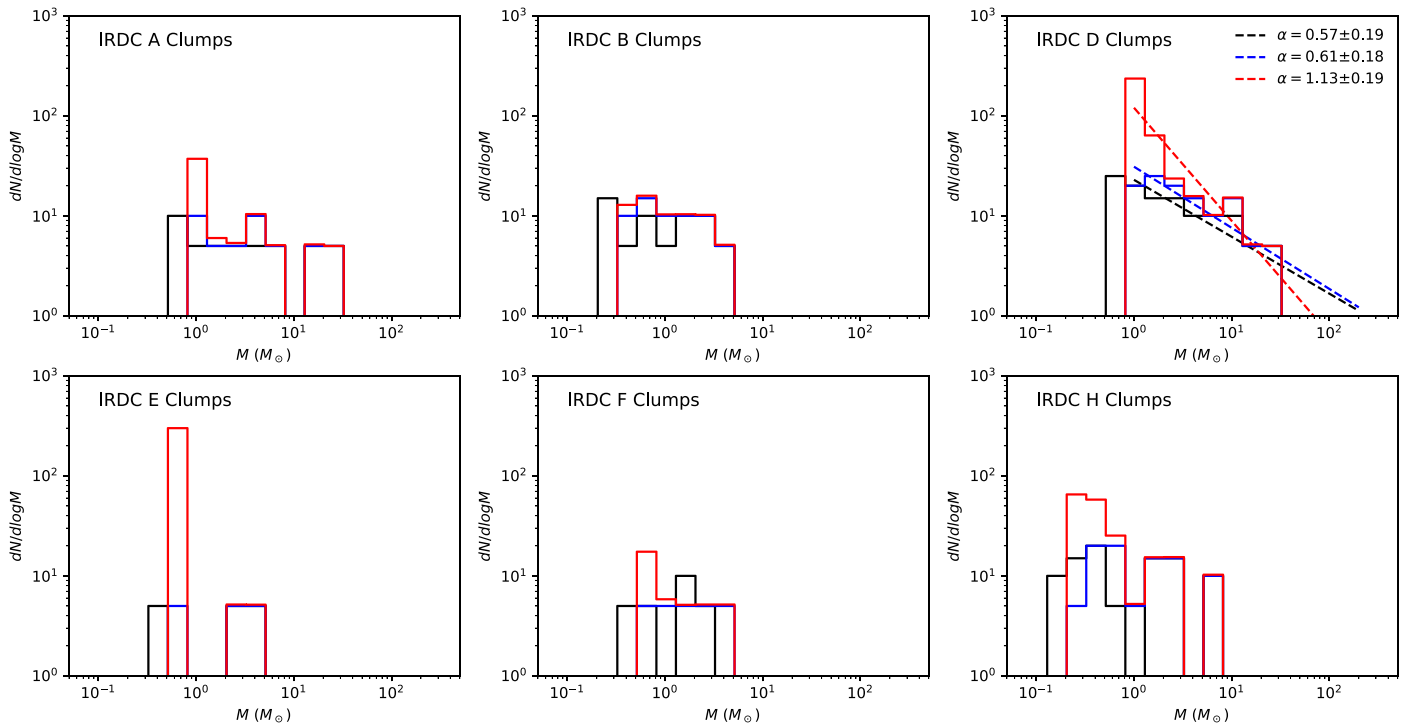 IRDC A Clumps
dN/dlogM
10³
10²
10¹
10⁰
10⁻¹ 10⁰ 10¹ 10²
M (M⊙)
IRDC B Clumps
dN/dlogM
10³
10²
10¹
10⁰
10⁻¹ 10⁰ 10¹ 10²
M (M⊙)
IRDC D Clumps
α = 0.57±0.19
α = 0.61±0.18
α = 1.13±0.19
dN/dlogM
10³
10²
10¹
10⁰
10⁻¹ 10⁰ 10¹ 10²
M (M⊙)
IRDC E Clumps
dN/dlogM
10³
10²
10¹
10⁰
10⁻¹ 10⁰ 10¹ 10²
M (M⊙)
IRDC F Clumps
dN/dlogM
10³
10²
10¹
10⁰
10⁻¹ 10⁰ 10¹ 10²
M (M⊙)
IRDC H Clumps
dN/dlogM
10³
10²
10¹
10⁰
10⁻¹ 10⁰ 10¹ 10²
M (M⊙)